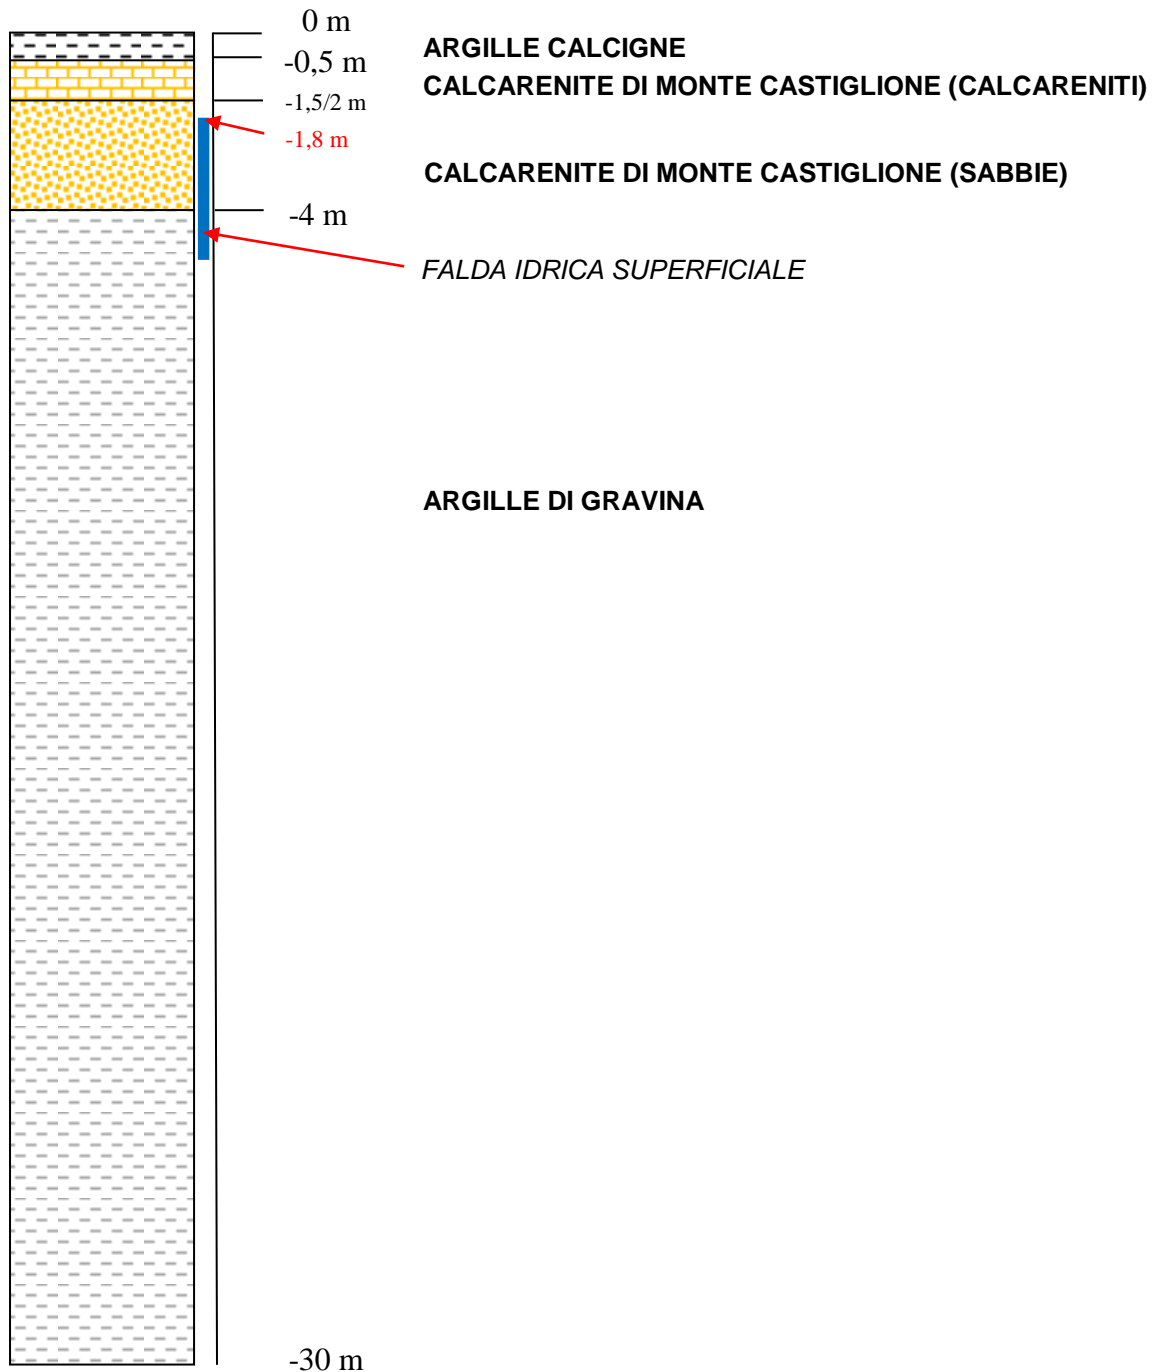 0 m
ARGILLE CALCIGNE
-0,5 m
CALCARENITE DI MONTE CASTIGLIONE (CALCARENITI)
-1,5/2 m
-1,8 m
CALCARENITE DI MONTE CASTIGLIONE (SABBIE)
-4 m
FALDA IDRICA SUPERFICIALE
ARGILLE DI GRAVINA
-30 m